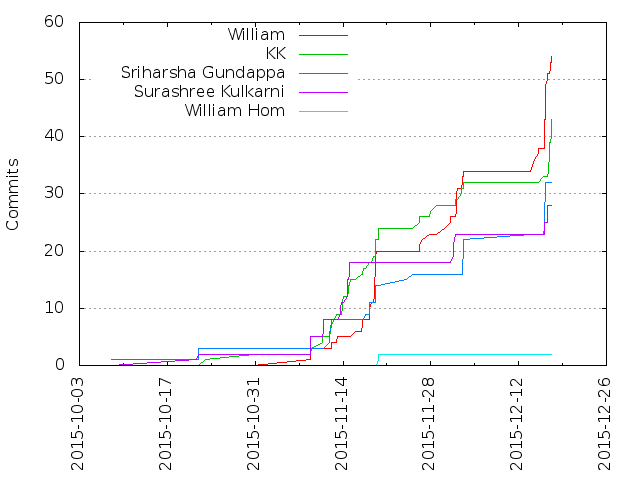 60
50
40
30
20
10
0
Commits
William
KK
Sriharsha Gundappa
Surashree Kulkarni
William Hom
2015-10-03
2015-10-17
2015-10-31
2015-11-14
2015-11-28
2015-12-12
2015-12-26